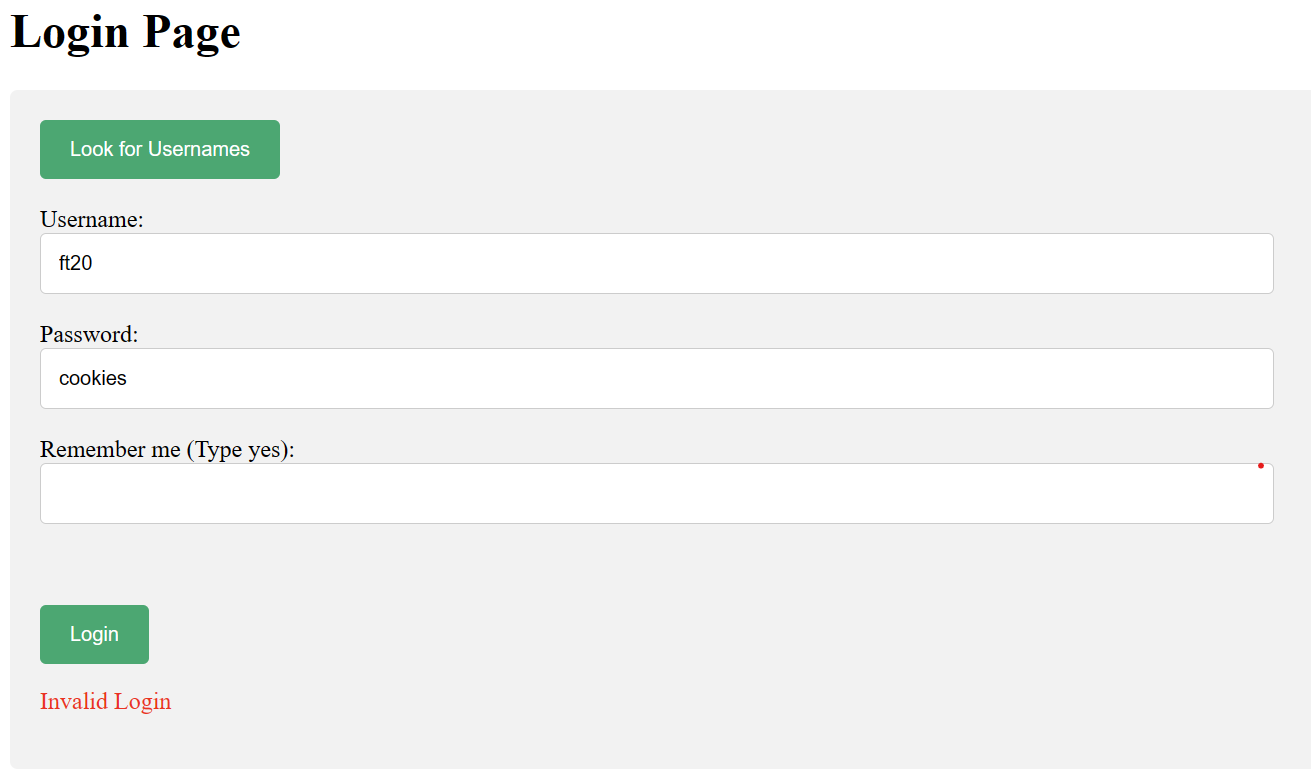 Login Page
Look for Usernames
Username:
ft20
Password:
cookies
Remember me (Type yes):
Login
Invalid Login